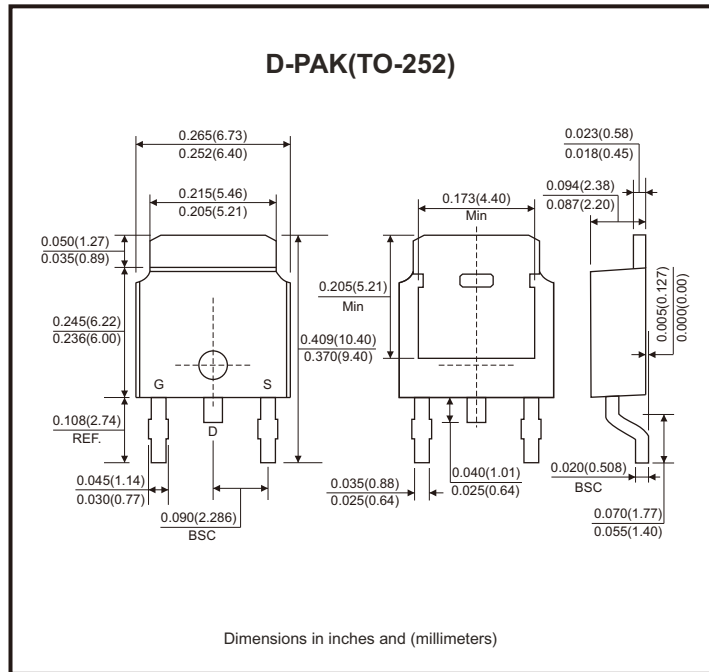 D-PAK(TO-252)
0.265(6.73)
0.252(6.40)
0.215(5.46)
0.205(5.21)
0.050(1.27)
0.035(0.89)
0.245(6.22)
0.236(6.00)
0.108(2.74)
REF.
0.045(1.14)
0.030(0.77)
G
S
D
0.090(2.286)
BSC
0.409(10.40)
0.370(9.40)
0.173(4.40)
Min
0.205(5.21)
Min
0.035(0.88)
0.025(0.64)
0.040(1.01)
0.025(0.64)
0.023(0.58)
0.018(0.45)
0.094(2.38)
0.087(2.20)
0.005(0.127)
0.000(0.00)
0.020(0.508)
BSC
0.070(1.77)
0.055(1.40)
Dimensions in inches and (millimeters)